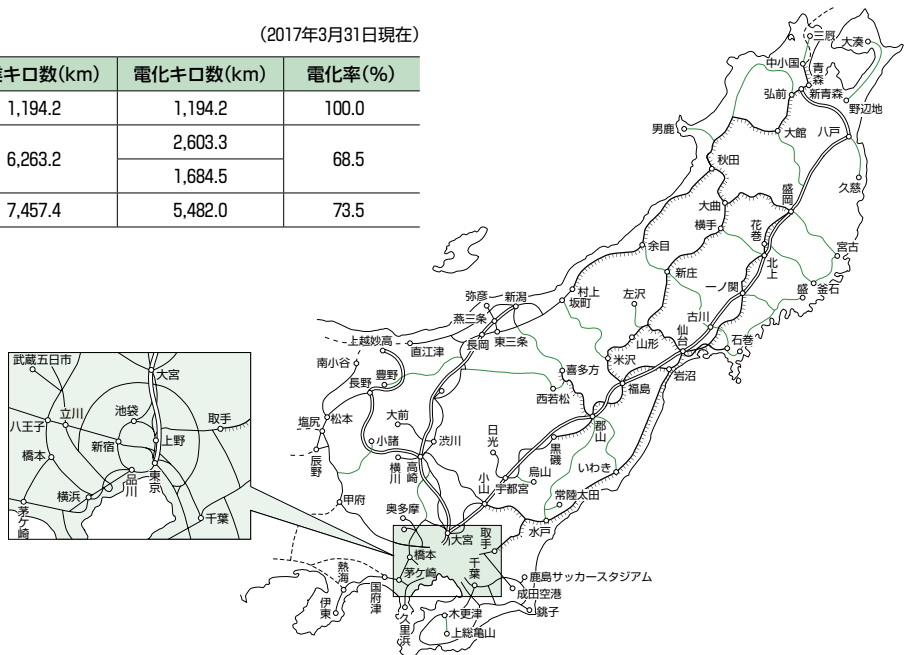 (2017年3月31日現在)
キロ数(km) 電化キロ数(km) 電化率(%)
1,194.2 1,194.2 100.0
6,263.2 2,603.3 68.5
1,684.5
7,457.4 5,482.0 73.5
三厩
大湊
中小国
青森
弘前
新青森
野辺地
男鹿
大館
八戸
秋田
盛岡
久慈
大曲
横手
花巻
宮古
余目
北上
新庄
一ノ関
盛
釜石
弥彦
新潟
村上
坂町
左沢
古川
燕三条
仙台
石巻
上越妙高
直江津
長岡
東三条
山形
米沢
南小谷
豊野
喜多方
福島
岩沼
長野
西若松
塩尻
松本
大前
日光
郡山
小諸
渋川
黒磯
辰野
横川
高崎
小山
宇都宮
烏山
いわき
甲府
常陸太田
奥多摩
大宮
取手
水戸
橋本
千葉
熱海
茅ケ崎
鹿島サッカースタジアム
成田空港
伊東
国府津
久里浜
木更津
銚子
上総亀山
武蔵五日市
大宮
池袋
取手
八王子
立川
新宿
上野
橋本
横浜
品川
東京
茅ケ崎
千葉